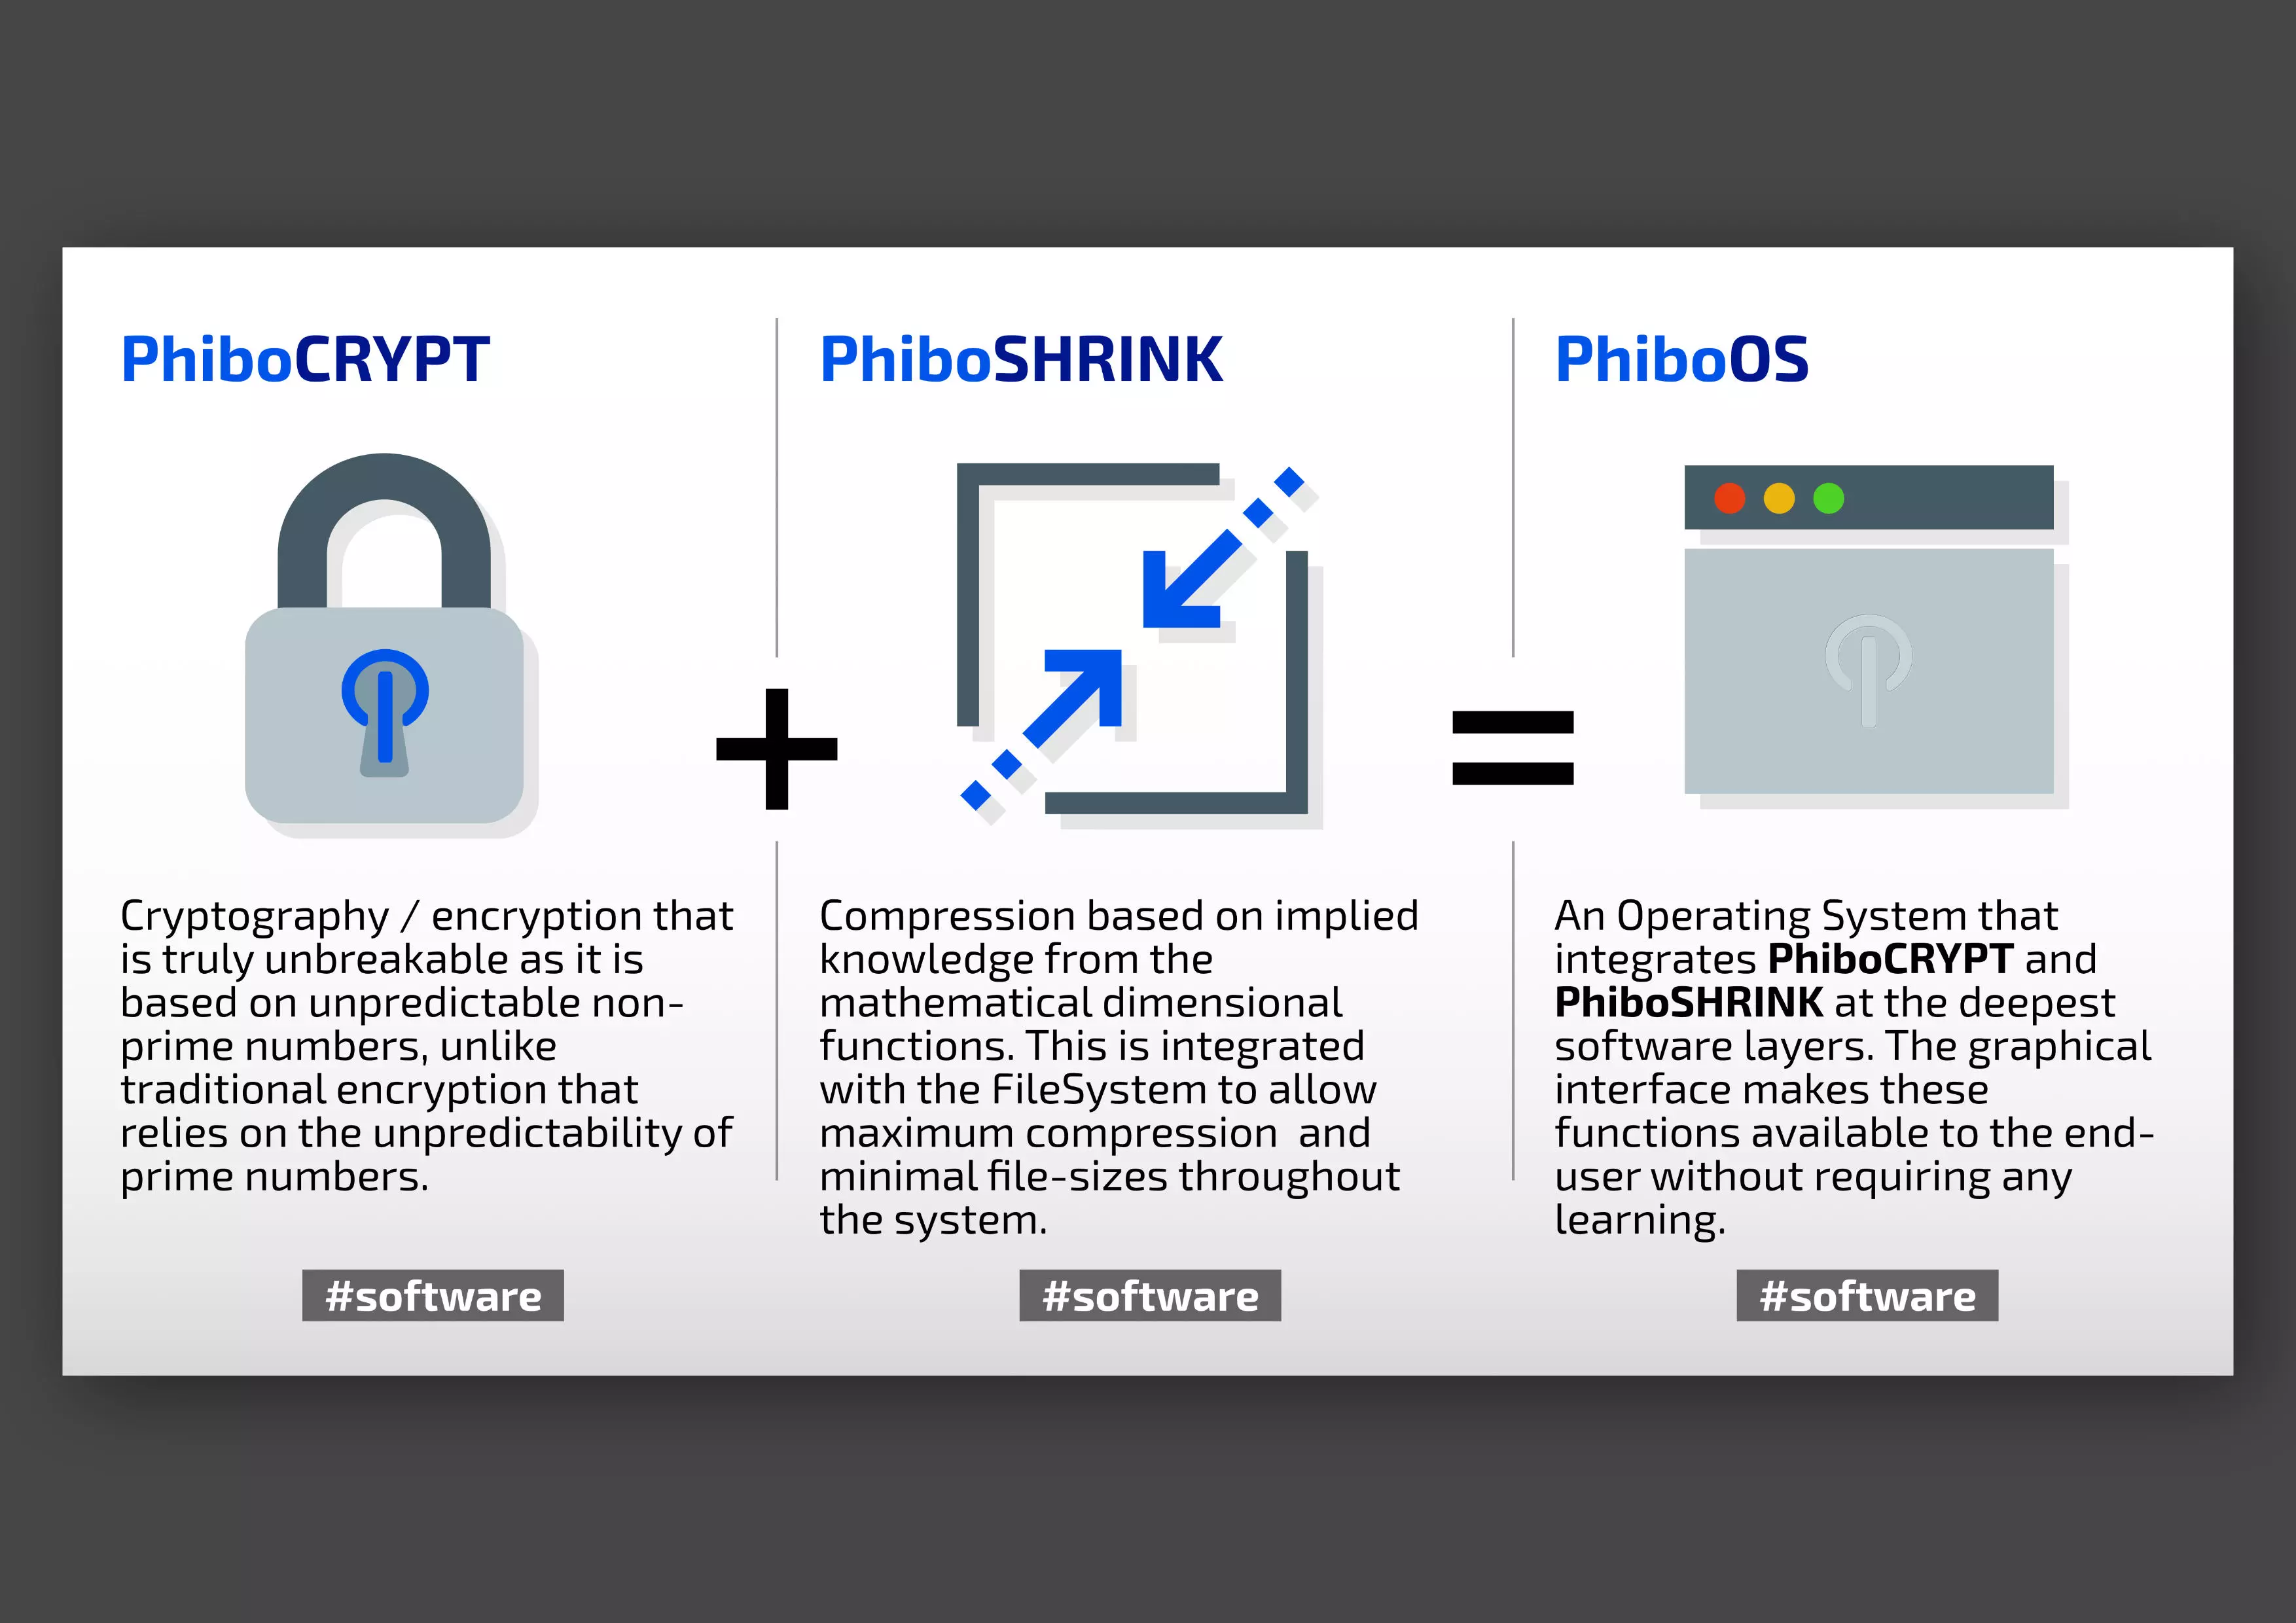 PhiboCRYPT
Cryptography / encryption that
is truly unbreakable as it is
based on unpredictable non-
prime numbers, unlike
traditional encryption that
relies on the unpredictability of
prime numbers.
#software
+
PhiboSHRINK
Compression based on implied
knowledge from the
mathematical dimensional
functions. This is integrated
with the FileSystem to allow
maximum compression  and
minimal file-sizes throughout
the system.
#software
=
PhiboOS
An Operating System that
integrates PhiboCRYPT and
PhiboSHRINK at the deepest
software layers. The graphical
interface makes these
functions available to the end-
user without requiring any
learning.
#software